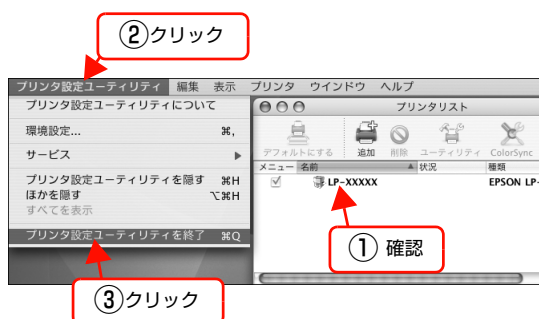 ②クリック
プリンタ設定ユーティリティ 編集 表示 プリンタ ウインドウ ヘルプ
プリンタ設定ユーティリティについて
環境設定... ⌘,
サービス ▶
プリンタ設定ユーティリティを隠す ⌘H
ほかを隠す ⌥⌘H
すべてを表示
プリンタ設定ユーティリティを終了 ⌘Q
プリンタリスト
デフォルトにする 追加 削除 ユーティリティ ColorSync
メニュー 名前 状況 種類
LP-XXXXX EPSON LP-
① 確認
③クリック